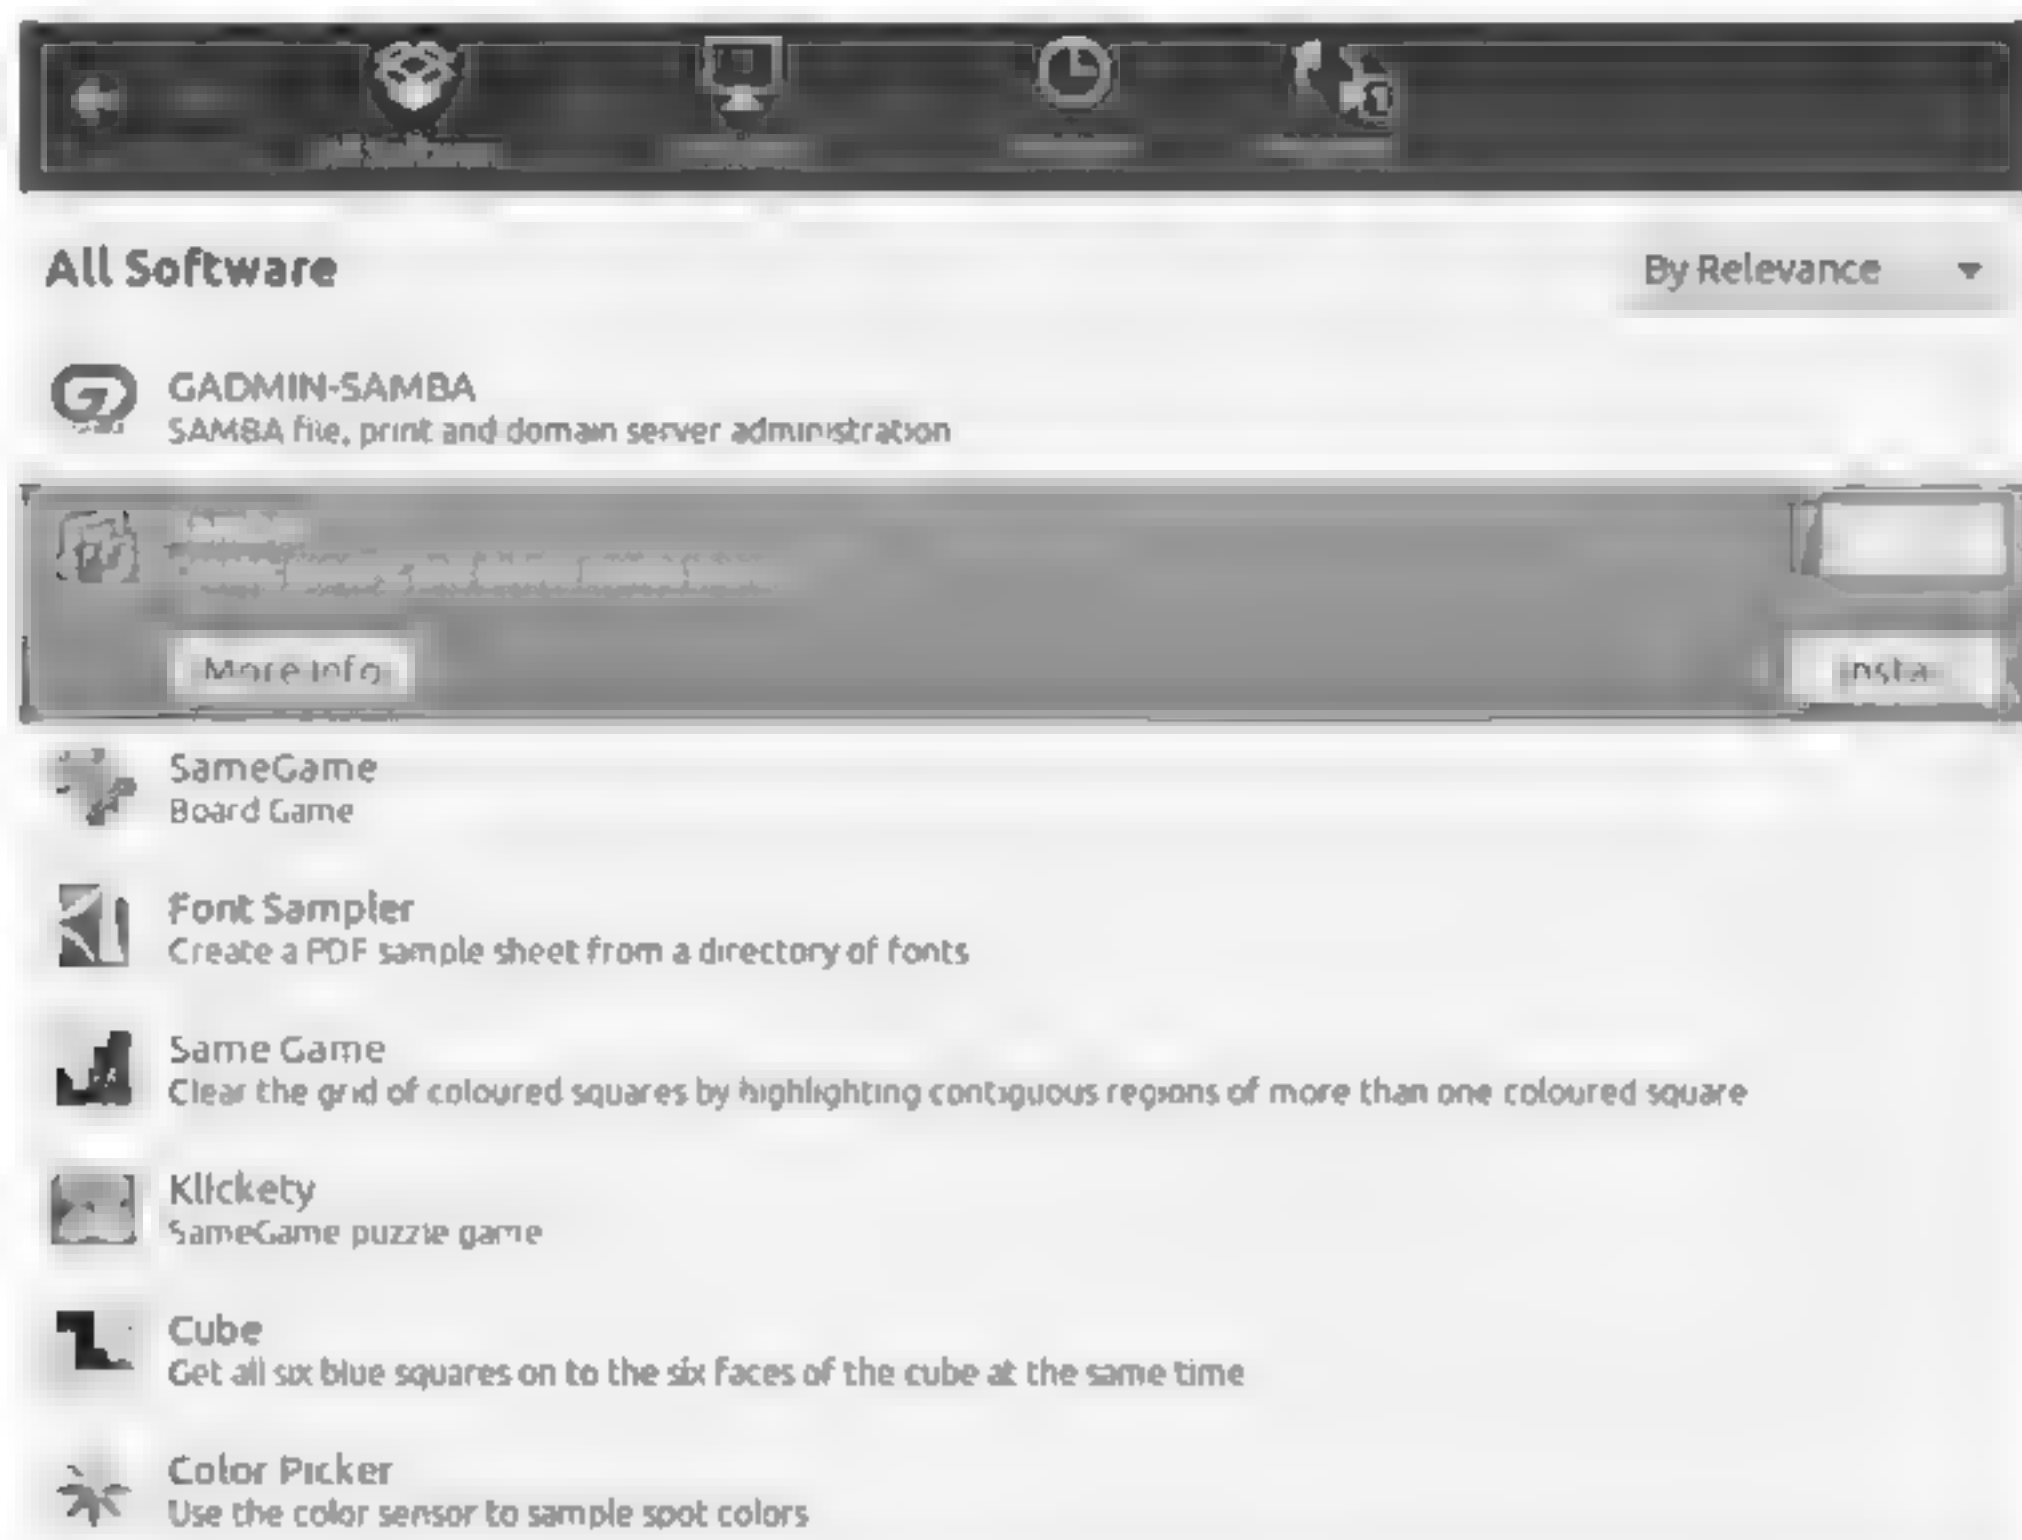 All Software
By Relevance
GADMIN-SAMBA
SAMBA file, print and domain server administration
More Info
SameGame
Board Game
Font Sampler
Create a PDF sample sheet from a directory of fonts
Same Game
Clear the grid of coloured squares by highlighting contiguous regions of more than one coloured square
Klickety
SameGame puzzle game
Cube
Get all six blue squares on to the six faces of the cube at the same time
Color Picker
Use the color sensor to sample spot colors